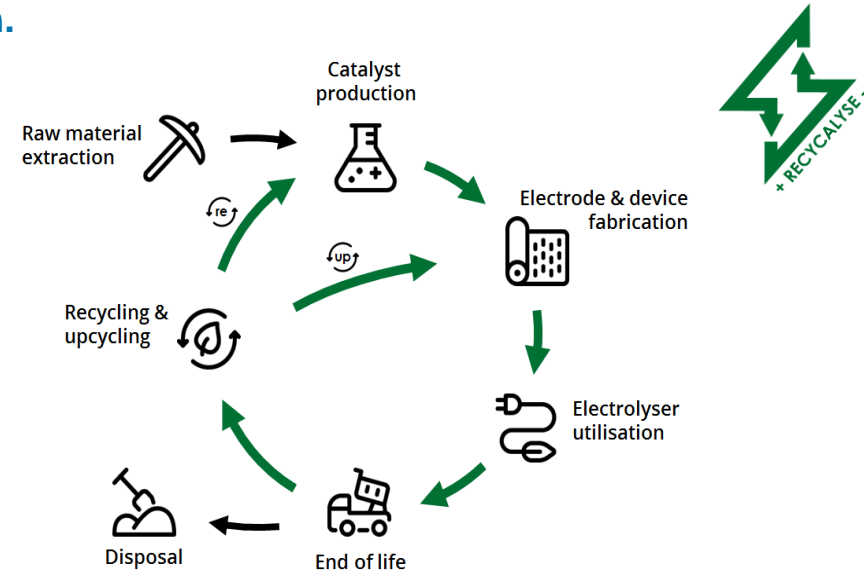 n.
Catalyst
production
Raw material
extraction
+ RECYCALYSE
re
Electrode & device
fabrication
up
Recycling &
upcycling
Electrolyser
utilisation
Disposal
End of life